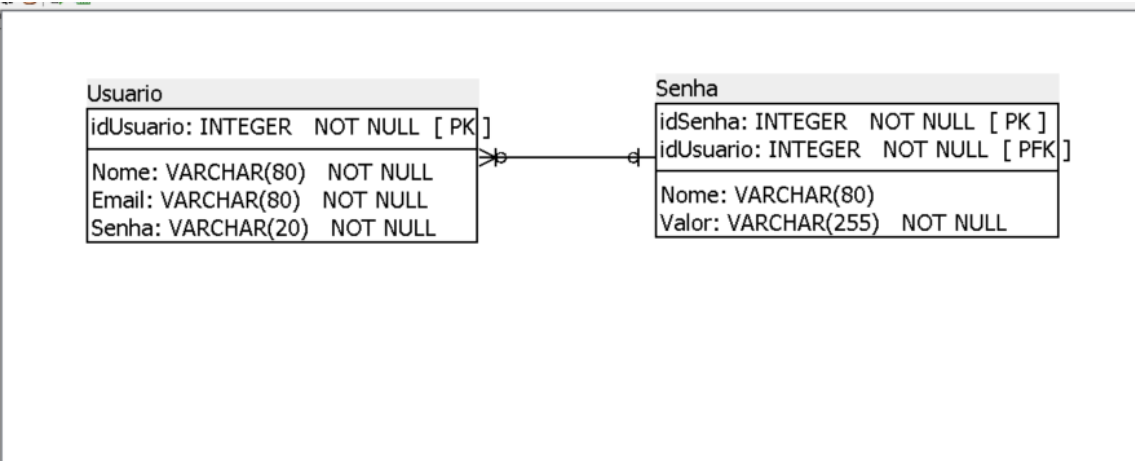 Usuario
idUsuario: INTEGER NOT NULL [ PK ]
Nome: VARCHAR(80) NOT NULL
Email: VARCHAR(80) NOT NULL
Senha: VARCHAR(20) NOT NULL
Senha
idSenha: INTEGER NOT NULL [ PK ]
idUsuario: INTEGER NOT NULL [ PFK ]
Nome: VARCHAR(80)
Valor: VARCHAR(255) NOT NULL